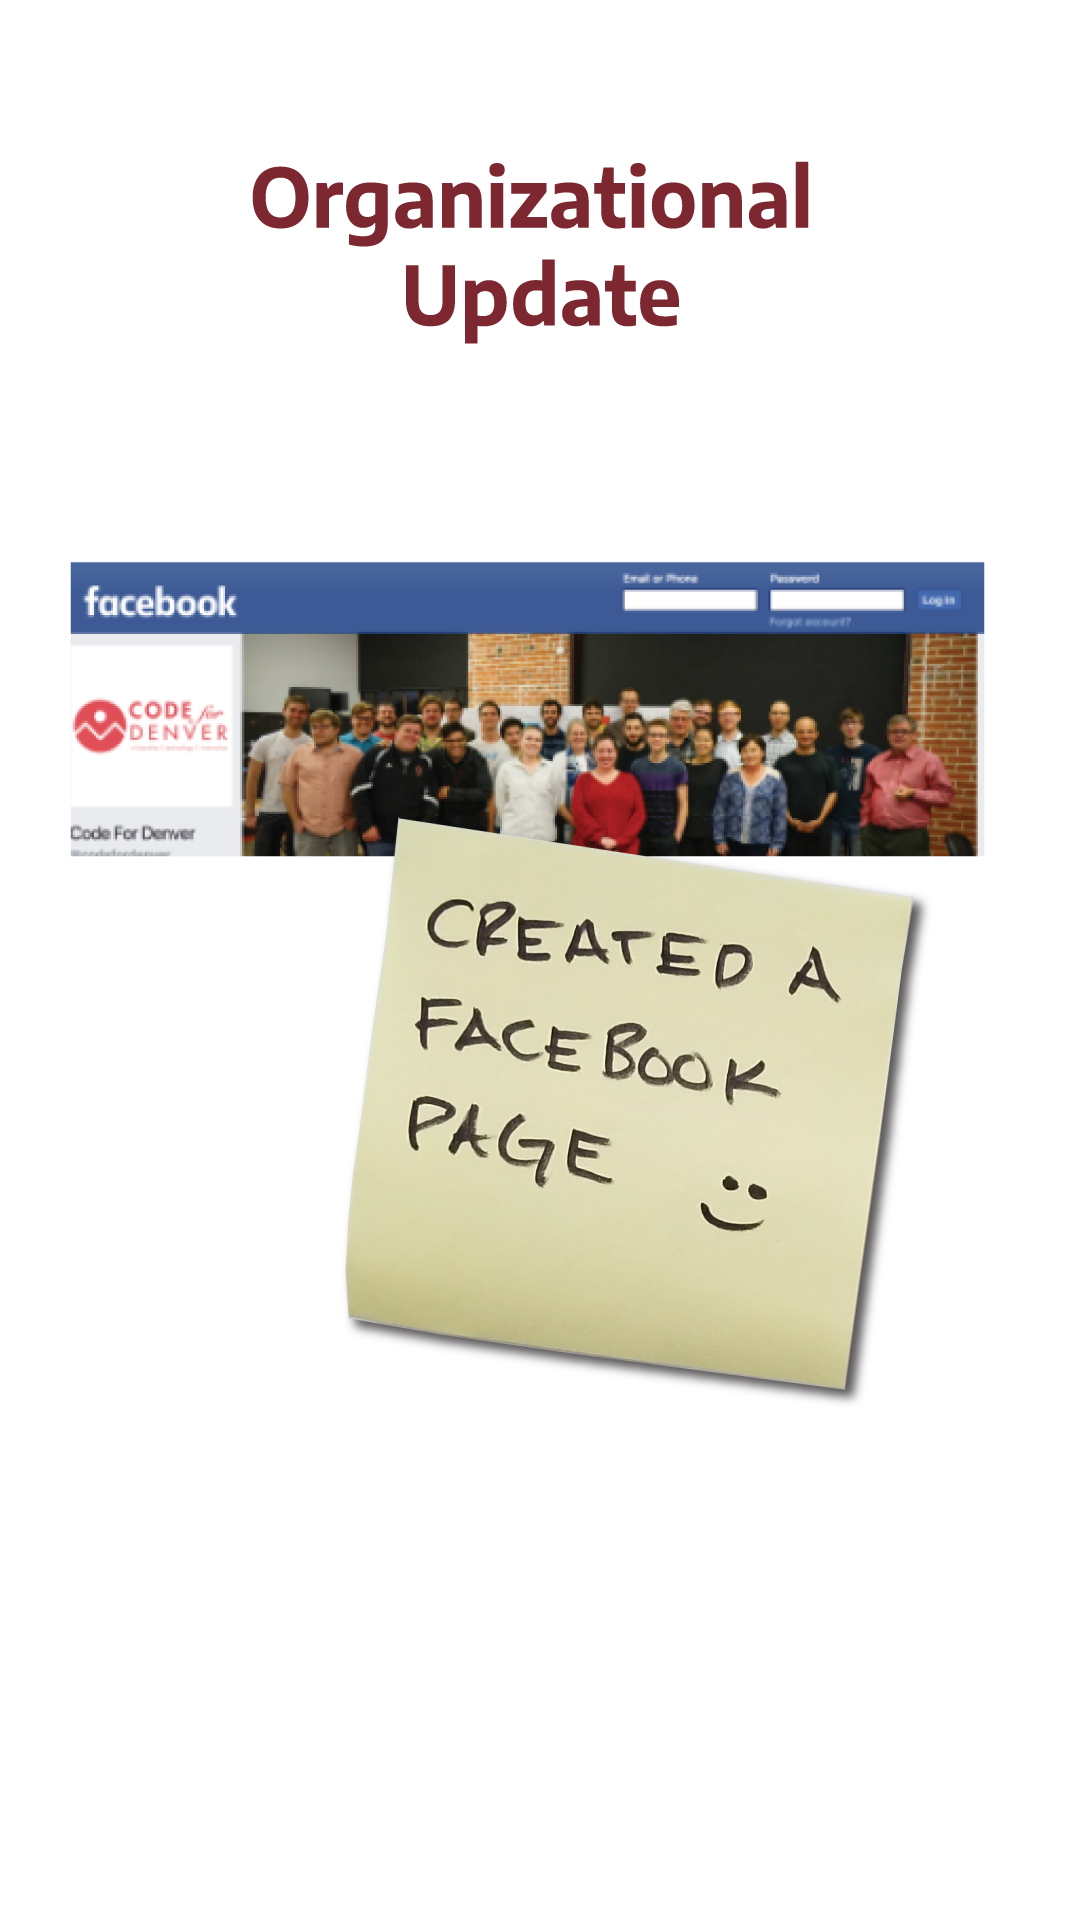 Organizational
Update
facebook
Email or Phone
Password
Log In
Forgot account?
CODE for
DENVER
Code For Denver
@codefordenver
CREATED A
FACEBOOK
PAGE